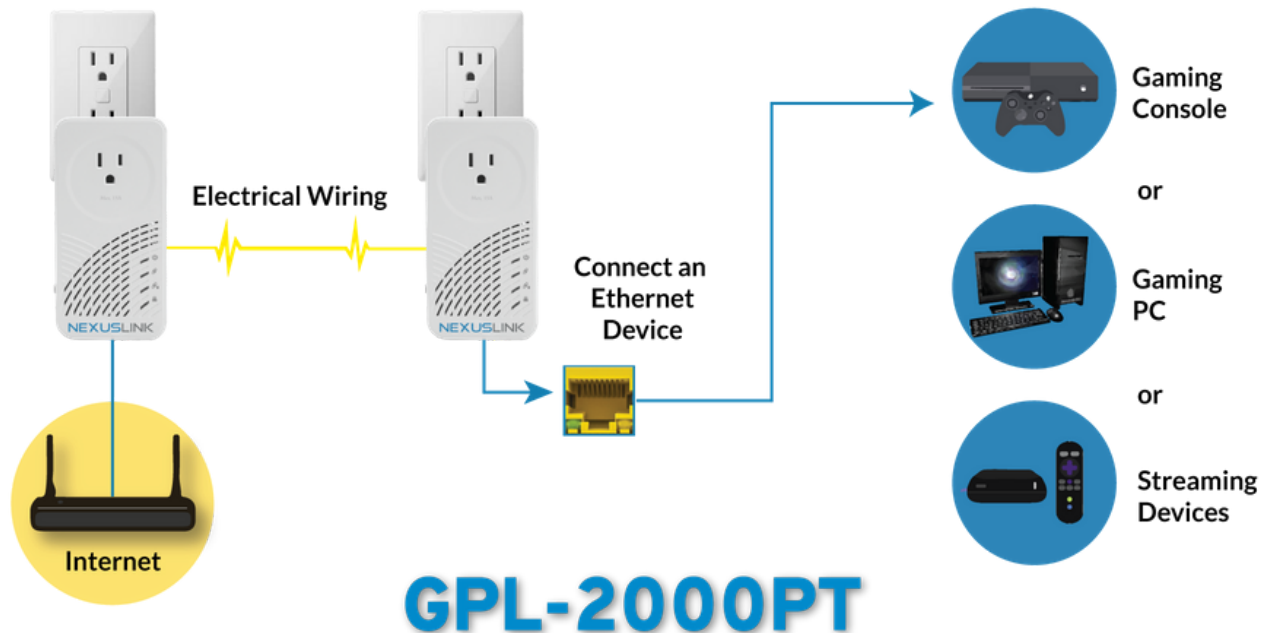 Electrical Wiring
NEXUSLINK
NEXUSLINK
Connect an
Ethernet
Device
Internet
Gaming
Console
or
Gaming
PC
or
Streaming
Devices
GPL-2000PT